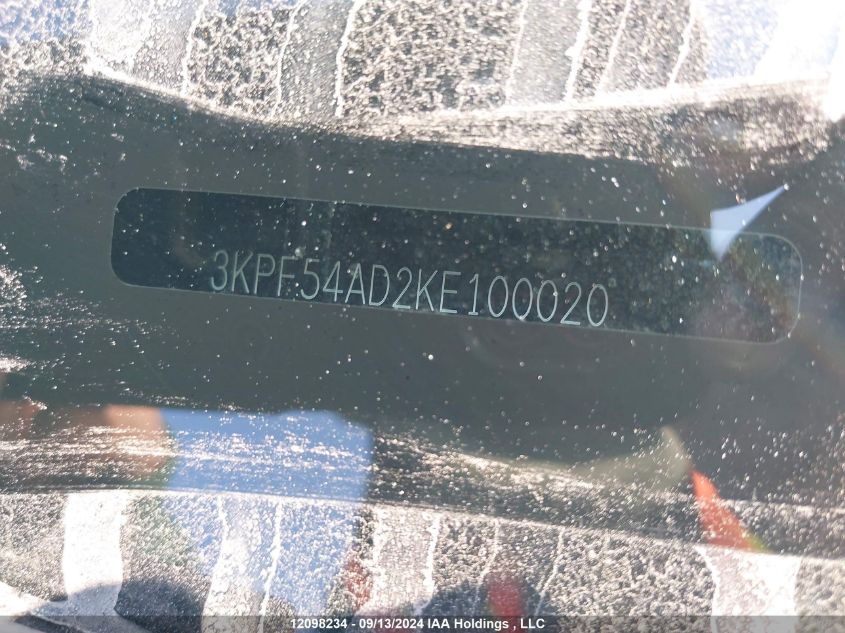 3KPF54AD2KE100020
12098234 - 09/13/2024 IAA Holdings , LLC